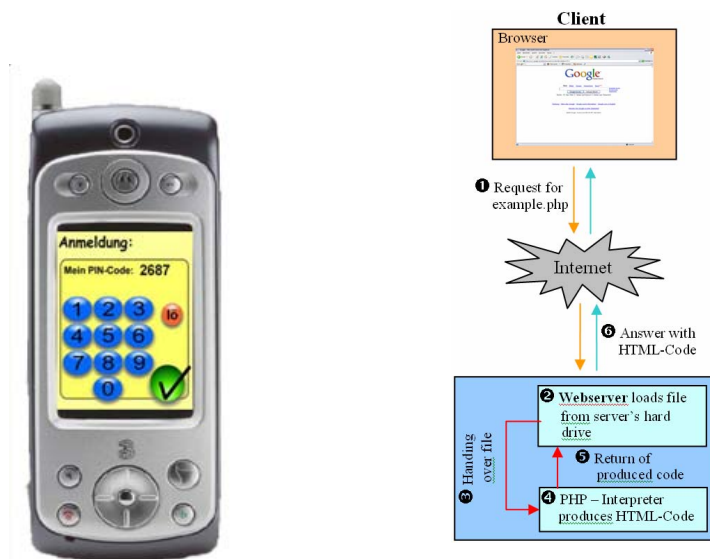 Anmeldung:
Mein PIN-Code: 2687
1 2 3
lö
4 5 6
7 8 9
0
3
Client
Browser
Google
❶ Request for
example.php
Internet
❻ Answer with
HTML-Code
❷ Webserver loads file
from server`s hard
drive
❸ Handing
over file
❺ Return of
produced code
❹ PHP – Interpreter
produces HTML-Code